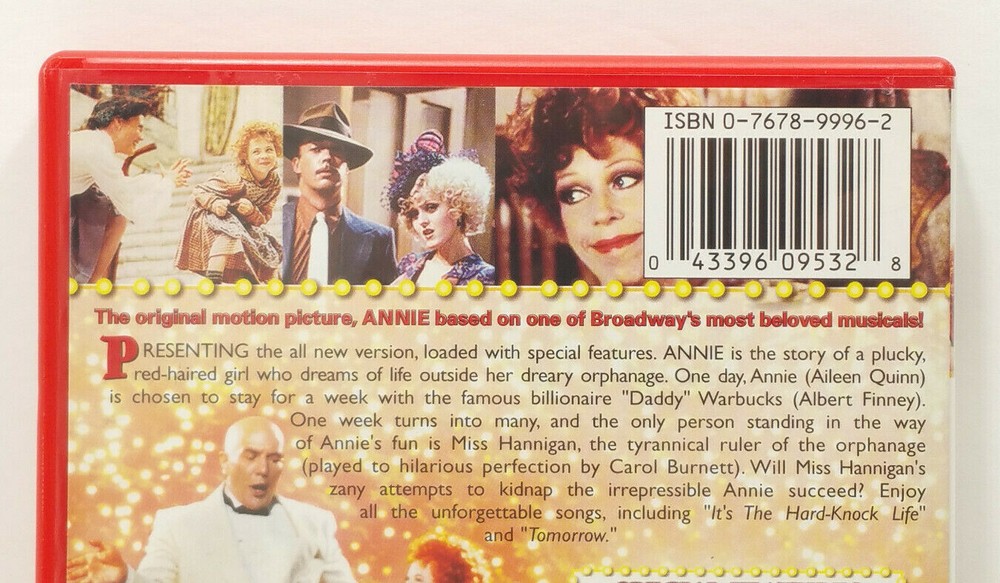 ISBN 0-7678-9996-2
0 43396 09532 8
The original motion picture, ANNIE based on one of Broadway's most beloved musicals!
PRESENTING the all new version, loaded with special features. ANNIE is the story of a plucky,
red-haired girl who dreams of life outside her dreary orphanage. One day, Annie (Aileen Quinn)
is chosen to stay for a week with the famous billionaire "Daddy" Warbucks (Albert Finney).
One week turns into many, and the only person standing in the way
of Annie's fun is Miss Hannigan, the tyrannical ruler of the orphanage
(played to hilarious perfection by Carol Burnett). Will Miss Hannigan's
zany attempts to kidnap the irrepressible Annie succeed? Enjoy
all the unforgettable songs, including "It's The Hard-Knock Life"
and "Tomorrow."